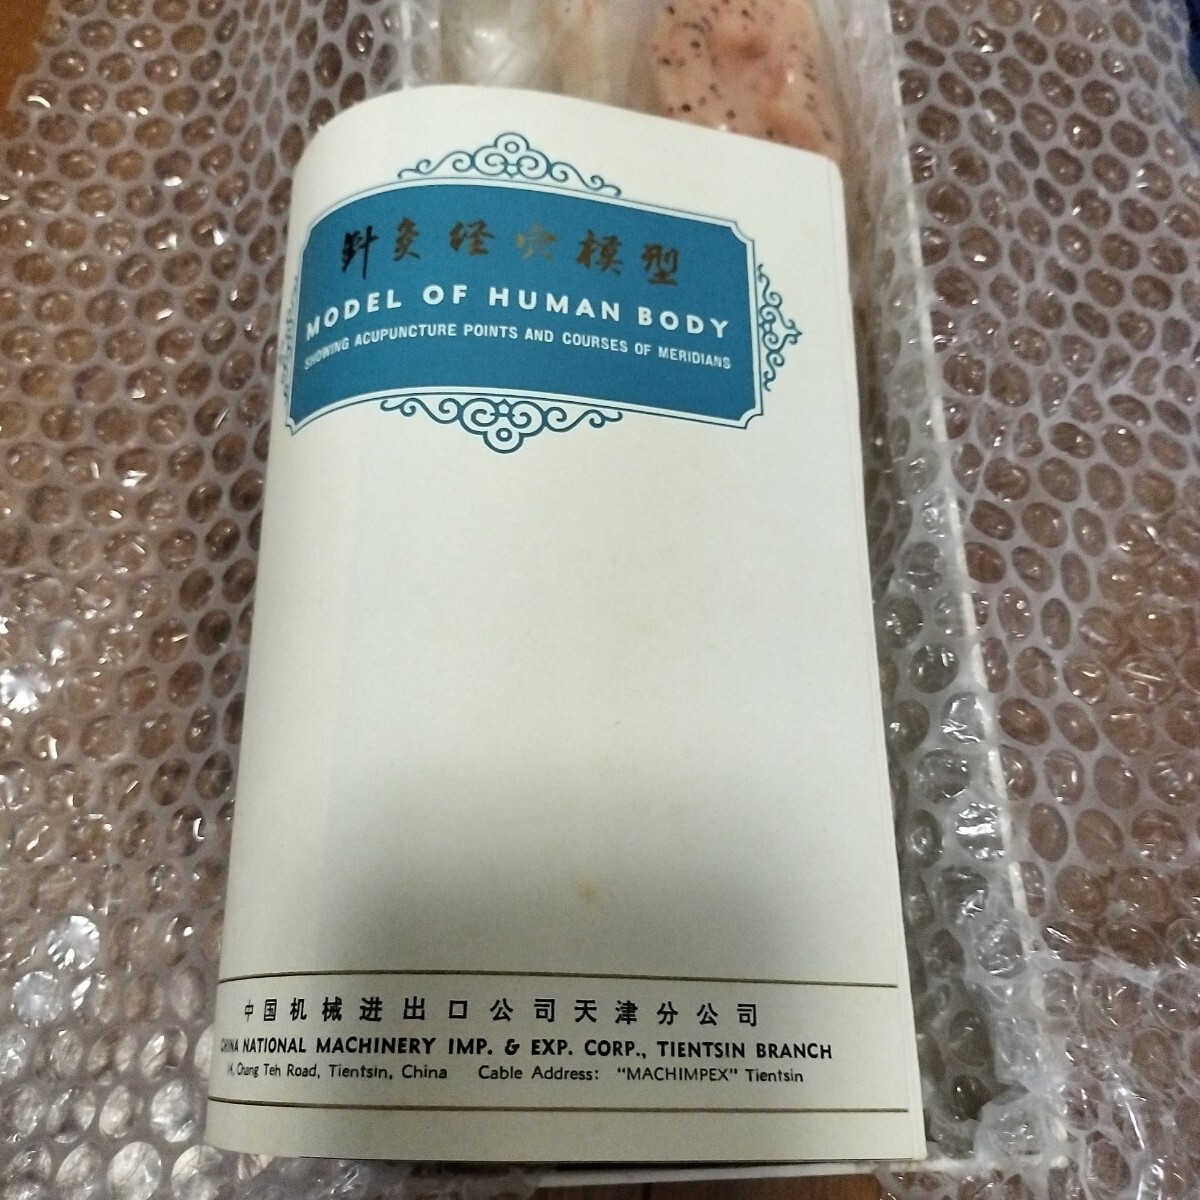 針灸经穴模型
MODEL OF HUMAN BODY
SHOWING ACUPUNCTURE POINTS AND COURSES OF MERIDIANS
中国机械进出口公司天津分公司
CHINA NATIONAL MACHINERY IMP. & EXP. CORP., TIENTSIN BRANCH
Chang Teh Road, Tientsin, China Cable Address: "MACHIMPEX" Tientsin